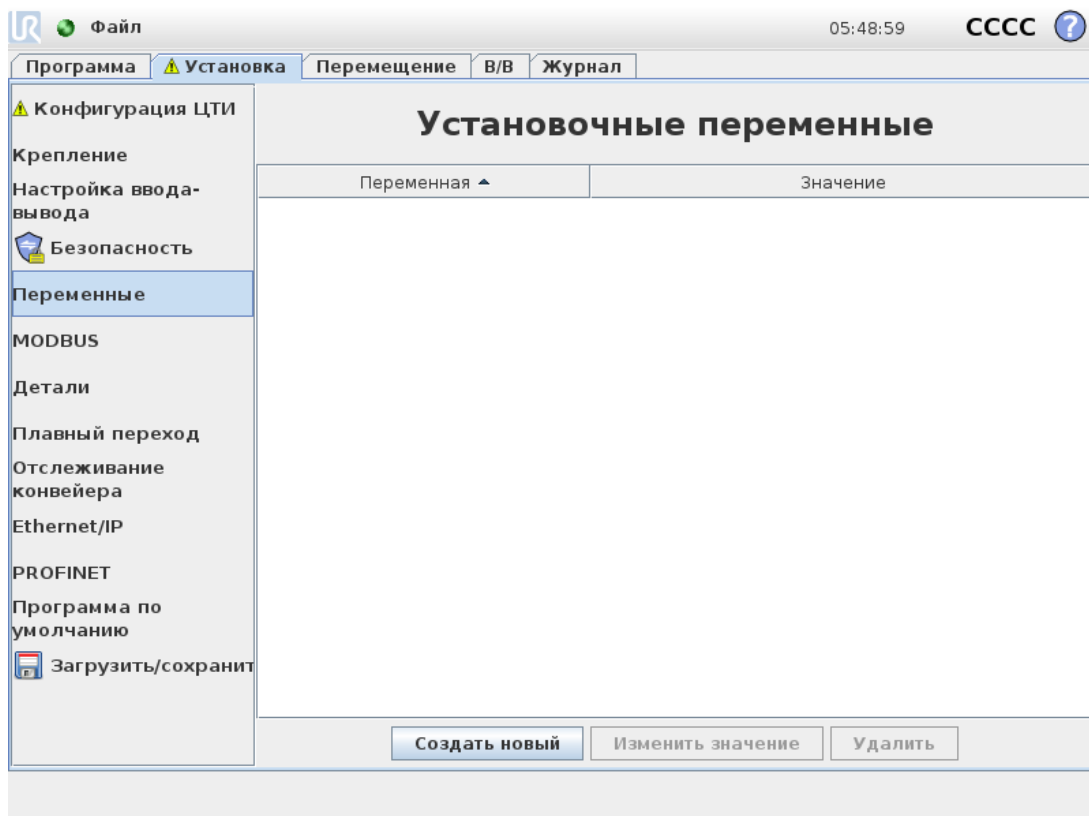 Файл
05:48:59
CCCC
?
Программа
Установка
Перемещение
В/В
Журнал
Конфигурация ЦТИ
Крепление
Настройка ввода-
вывода
Безопасность
Переменные
MODBUS
Детали
Плавный переход
Отслеживание
конвейера
Ethernet/IP
PROFINET
Программа по
умолчанию
Загрузить/сохранит
Установочные переменные
Переменная
Значение
Создать новый
Изменить значение
Удалить